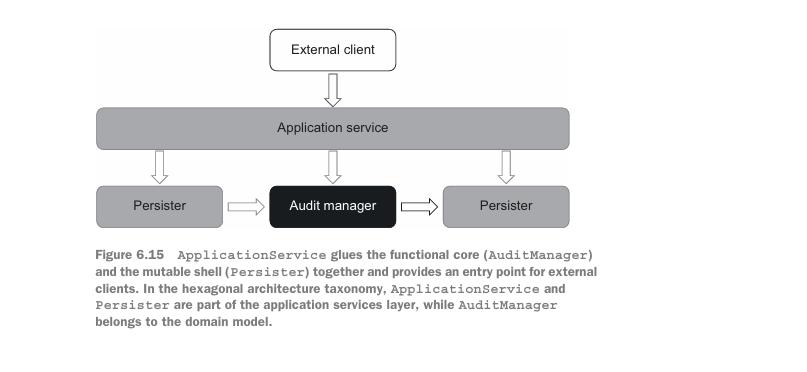 External client
Application service
Persister
Audit manager
Persister
Figure 6.15 ApplicationService glues the functional core (AuditManager)
and the mutable shell (Persister) together and provides an entry point for external
clients. In the hexagonal architecture taxonomy, ApplicationService and
Persister are part of the application services layer, while AuditManager
belongs to the domain model.